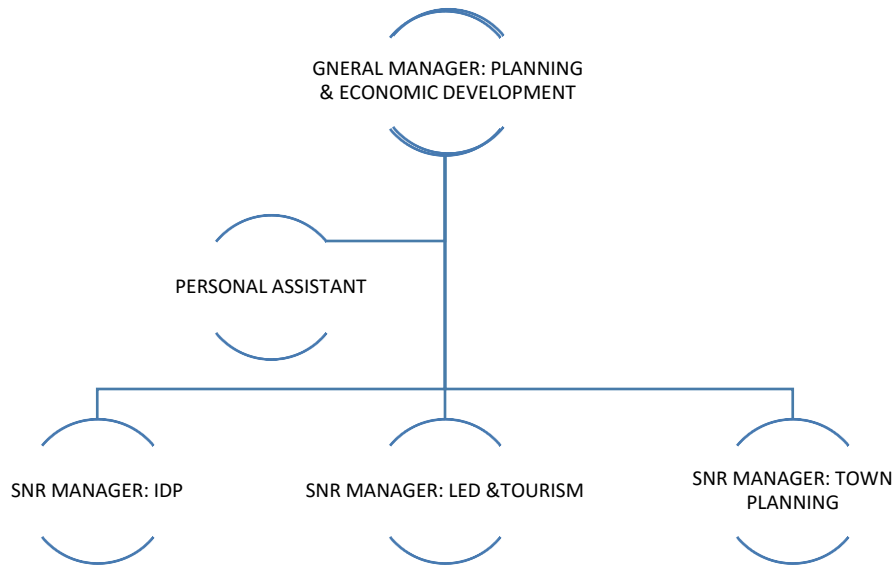 GNERAL MANAGER: PLANNING
& ECONOMIC DEVELOPMENT
PERSONAL ASSISTANT
SNR MANAGER: IDP
SNR MANAGER: LED &TOURISM
SNR MANAGER: TOWN
PLANNING